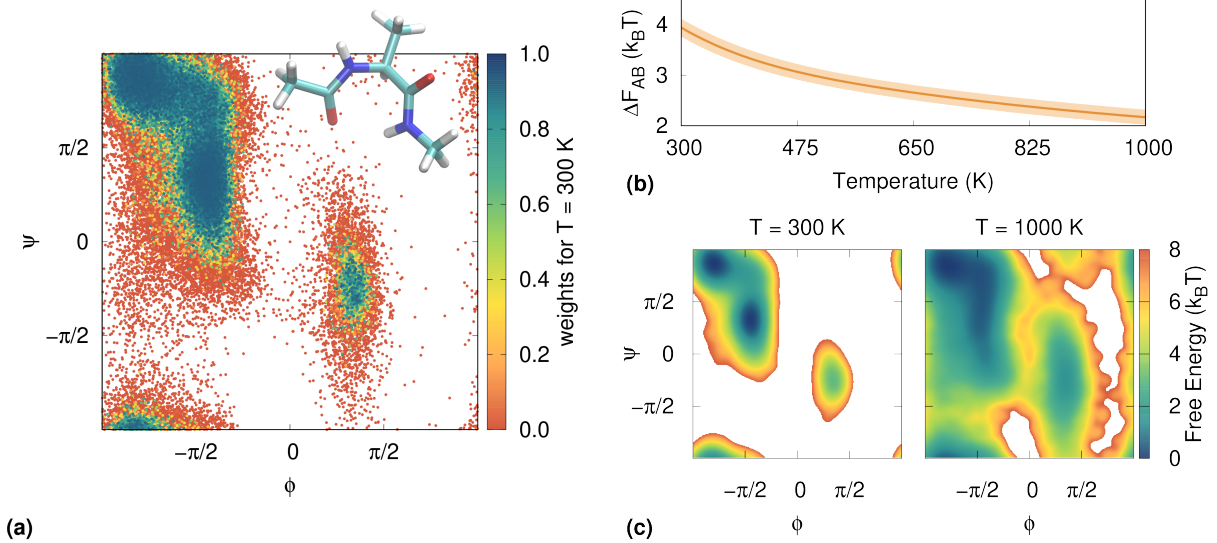 ψ
π/2
0
−π/2
−π/2 0 π/2
ϕ
1.0
0.8
0.6
0.4
0.2
0.0
weights for T = 300 K
(a)
ΔF_AB (k_BT)
4
3
2
300 475 650 825 1000
Temperature (K)
(b)
T = 300 K T = 1000 K
ψ
π/2
0
−π/2
−π/2 0 π/2 −π/2 0 π/2
ϕ ϕ
8
6
4
2
0
Free Energy (k_BT)
(c)